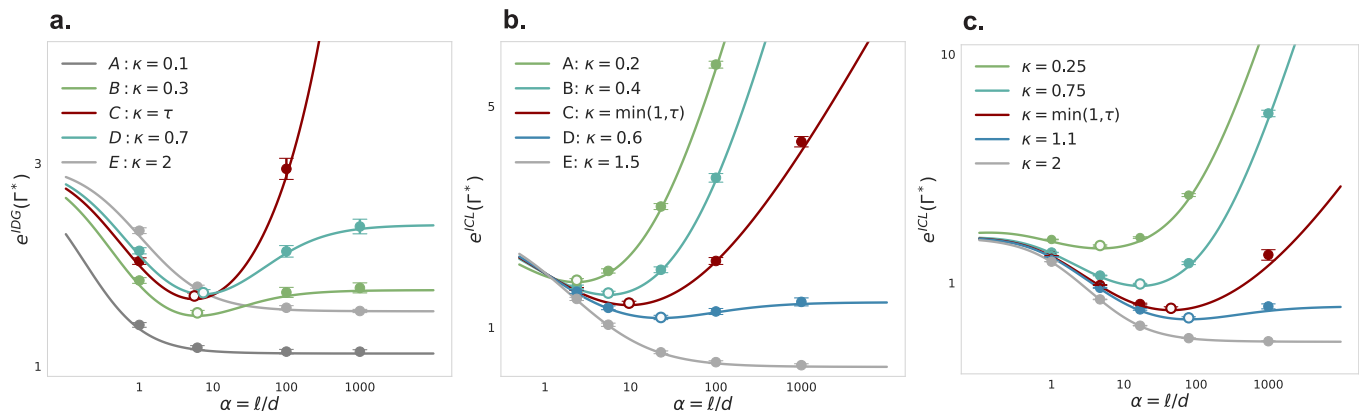 a.
e^{IDG}(Γ*)
3
1
A : κ = 0.1
B : κ = 0.3
C : κ = τ
D : κ = 0.7
E : κ = 2
1 10 100 1000
α = ℓ/d
b.
e^{ICL}(Γ*)
5
1
A: κ = 0.2
B: κ = 0.4
C: κ = min(1,τ)
D: κ = 0.6
E: κ = 1.5
1 10 100 1000
α = ℓ/d
c.
e^{ICL}(Γ*)
10
1
κ = 0.25
κ = 0.75
κ = min(1,τ)
κ = 1.1
κ = 2
1 10 100 1000
α = ℓ/d